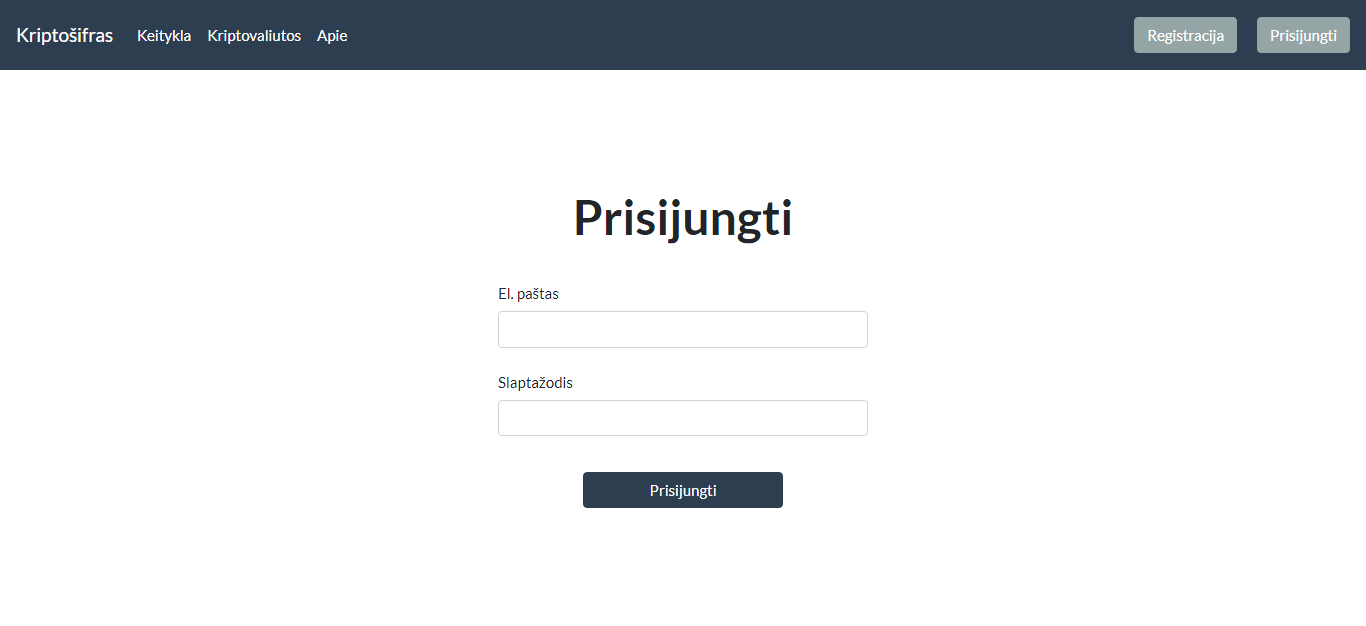 Kriptošifras Keitykla Kriptovaliutos Apie Registracija Prisijungti
Prisijungti
El. paštas
Slaptažodis
Prisijungti